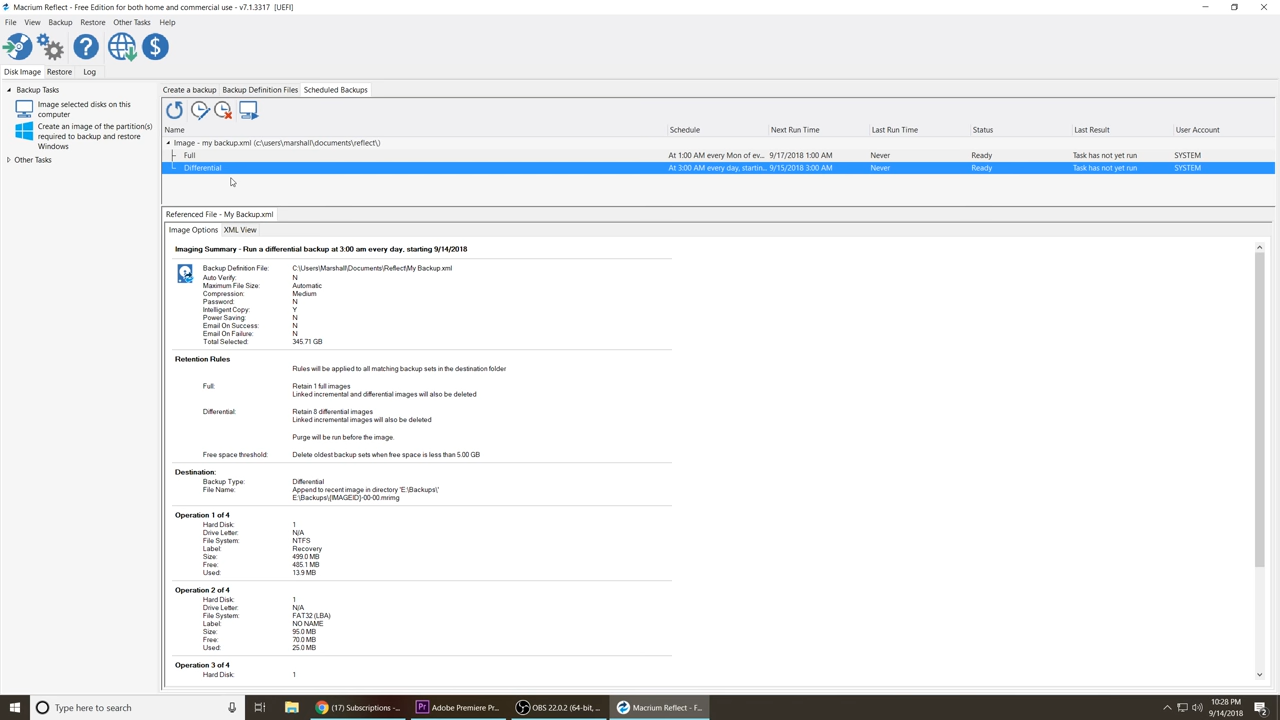 Macrium Reflect - Free Edition for both home and commercial use - v7.1.3317 [UEFI]
File View Backup Restore Other Tasks Help
Disk Image Restore Log
Backup Tasks
Image selected disks on this computer
Create an image of the partition(s) required to backup and restore Windows
Other Tasks
Create a backup Backup Definition Files Scheduled Backups
Name Schedule Next Run Time Last Run Time Status Last Result User Account
Image - my backup.xml (c:\users\marshall\documents\reflect\)
Full At 1:00 AM every Mon of ev... 9/17/2018 1:00 AM Never Ready Task has not yet run SYSTEM
Differential At 3:00 AM every day, startin... 9/15/2018 3:00 AM Never Ready Task has not yet run SYSTEM
Referenced File - My Backup.xml
Image Options XML View
Imaging Summary - Run a differential backup at 3:00 am every day, starting 9/14/2018
Backup Definition File: C:\Users\Marshall\Documents\Reflect\My Backup.xml
Auto Verify: N
Maximum File Size: Automatic
Compression: Medium
Password: N
Intelligent Copy: Y
Power Saving: N
Email On Success: N
Email On Failure: N
Total Selected: 345.71 GB
Retention Rules
Rules will be applied to all matching backup sets in the destination folder
Full: Retain 1 full images
Linked incremental and differential images will also be deleted
Differential: Retain 8 differential images
Linked incremental images will also be deleted
Purge will be run before the image.
Free space threshold: Delete oldest backup sets when free space is less than 5.00 GB
Destination:
Backup Type: Differential
File Name: Append to recent image in directory 'E:\Backups\'
E:\Backups\{IMAGEID}-00-00.mrimg
Operation 1 of 4
Hard Disk: 1
Drive Letter: N/A
File System: NTFS
Label: Recovery
Size: 499.0 MB
Free: 485.1 MB
Used: 13.9 MB
Operation 2 of 4
Hard Disk: 1
Drive Letter: N/A
File System: FAT32 (LBA)
Label: NO NAME
Size: 95.0 MB
Free: 70.0 MB
Used: 25.0 MB
Operation 3 of 4
Hard Disk: 1
Type here to search
(17) Subscriptions -...
Adobe Premiere Pr...
OBS 22.0.2 (64-bit, ...
Macrium Reflect - F...
10:28 PM
9/14/2018
2